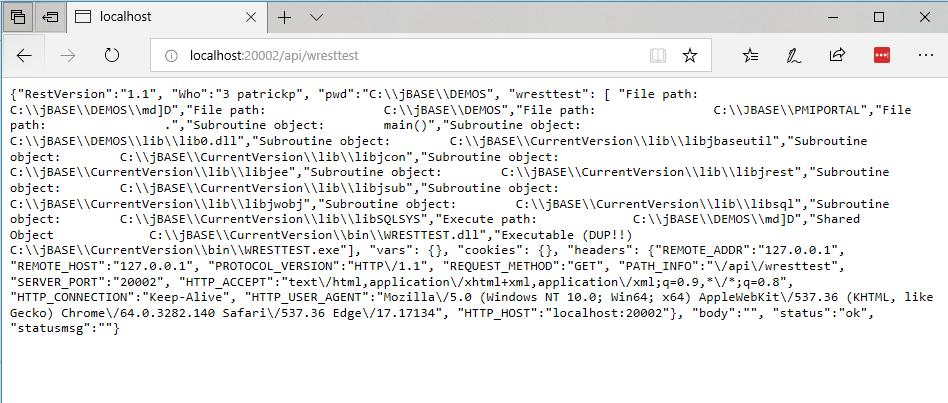 localhost
localhost:20002/api/wresttest
{"RestVersion":"1.1", "Who":"3 patrickp", "pwd":"C:\\jBASE\\DEMOS", "wresttest": [ "File path:
C:\\jBASE\\DEMOS\\md]D","File path:                C:\\jBASE\\DEMOS","File path:                C:\\JBASE\\PMIPORTAL","File
path:                .","Subroutine object:        main()","Subroutine object:
C:\\jBASE\\DEMOS\\lib\\lib0.dll","Subroutine object:        C:\\jBASE\\CurrentVersion\\lib\\libjbaseutil","Subroutine
object:        C:\\jBASE\\CurrentVersion\\lib\\libjcon","Subroutine object:
C:\\jBASE\\CurrentVersion\\lib\\libjee","Subroutine object:        C:\\jBASE\\CurrentVersion\\lib\\libjrest","Subroutine
object:        C:\\jBASE\\CurrentVersion\\lib\\libjsub","Subroutine object:
C:\\jBASE\\CurrentVersion\\lib\\libjwobj","Subroutine object:        C:\\jBASE\\CurrentVersion\\lib\\libsql","Subroutine
object:        C:\\jBASE\\CurrentVersion\\lib\\libSQLSYS","Execute path:             C:\\jBASE\\DEMOS\\md]D","Shared
Object             C:\\jBASE\\CurrentVersion\\bin\\WRESTTEST.dll","Executable (DUP!!)
C:\\jBASE\\CurrentVersion\\bin\\WRESTTEST.exe"], "vars": {}, "cookies": {}, "headers": {"REMOTE_ADDR":"127.0.0.1",
"REMOTE_HOST":"127.0.0.1", "PROTOCOL_VERSION":"HTTP\/1.1", "REQUEST_METHOD":"GET", "PATH_INFO":"\/api\/wresttest",
"SERVER_PORT":"20002", "HTTP_ACCEPT":"text\/html,application\/xhtml+xml,application\/xml;q=0.9,*\/*;q=0.8",
"HTTP_CONNECTION":"Keep-Alive", "HTTP_USER_AGENT":"Mozilla\/5.0 (Windows NT 10.0; Win64; x64) AppleWebKit\/537.36 (KHTML, like
Gecko) Chrome\/64.0.3282.140 Safari\/537.36 Edge\/17.17134", "HTTP_HOST":"localhost:20002"}, "body":"", "status":"ok",
"statusmsg":""}